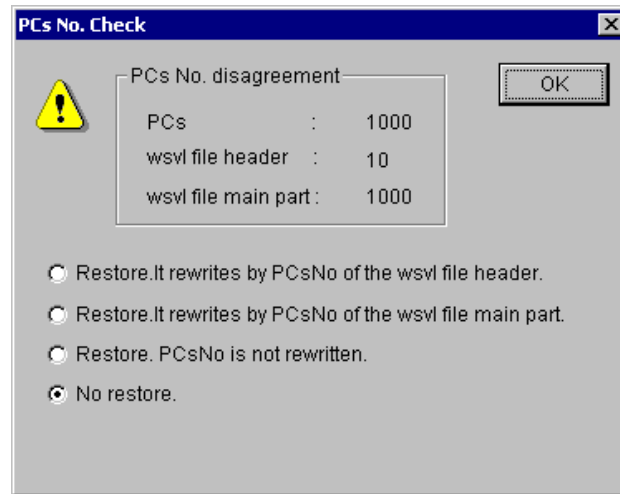 PCs No. Check
PCs No. disagreement
OK
PCs : 1000
wsvl file header : 10
wsvl file main part : 1000
Restore.It rewrites by PCsNo of the wsvl file header.
Restore.It rewrites by PCsNo of the wsvl file main part.
Restore. PCsNo is not rewritten.
No restore.